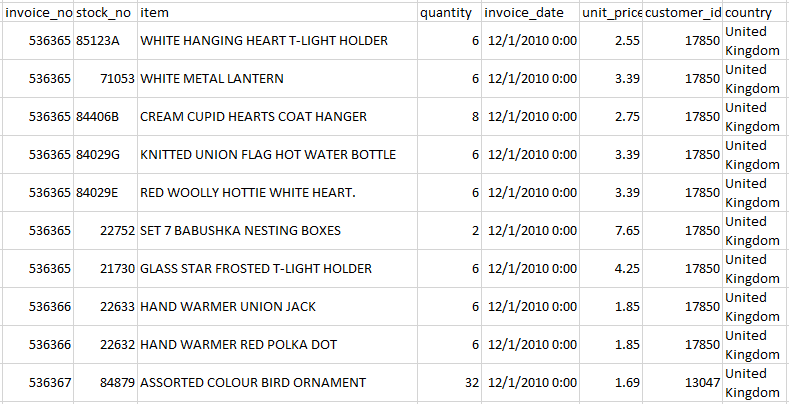 invoice_no stock_no item quantity invoice_date unit_price customer_id country
536365 85123A WHITE HANGING HEART T-LIGHT HOLDER 6 12/1/2010 0:00 2.55 17850 United Kingdom
536365 71053 WHITE METAL LANTERN 6 12/1/2010 0:00 3.39 17850 United Kingdom
536365 84406B CREAM CUPID HEARTS COAT HANGER 8 12/1/2010 0:00 2.75 17850 United Kingdom
536365 84029G KNITTED UNION FLAG HOT WATER BOTTLE 6 12/1/2010 0:00 3.39 17850 United Kingdom
536365 84029E RED WOOLLY HOTTIE WHITE HEART. 6 12/1/2010 0:00 3.39 17850 United Kingdom
536365 22752 SET 7 BABUSHKA NESTING BOXES 2 12/1/2010 0:00 7.65 17850 United Kingdom
536365 21730 GLASS STAR FROSTED T-LIGHT HOLDER 6 12/1/2010 0:00 4.25 17850 United Kingdom
536366 22633 HAND WARMER UNION JACK 6 12/1/2010 0:00 1.85 17850 United Kingdom
536366 22632 HAND WARMER RED POLKA DOT 6 12/1/2010 0:00 1.85 17850 United Kingdom
536367 84879 ASSORTED COLOUR BIRD ORNAMENT 32 12/1/2010 0:00 1.69 13047 United Kingdom